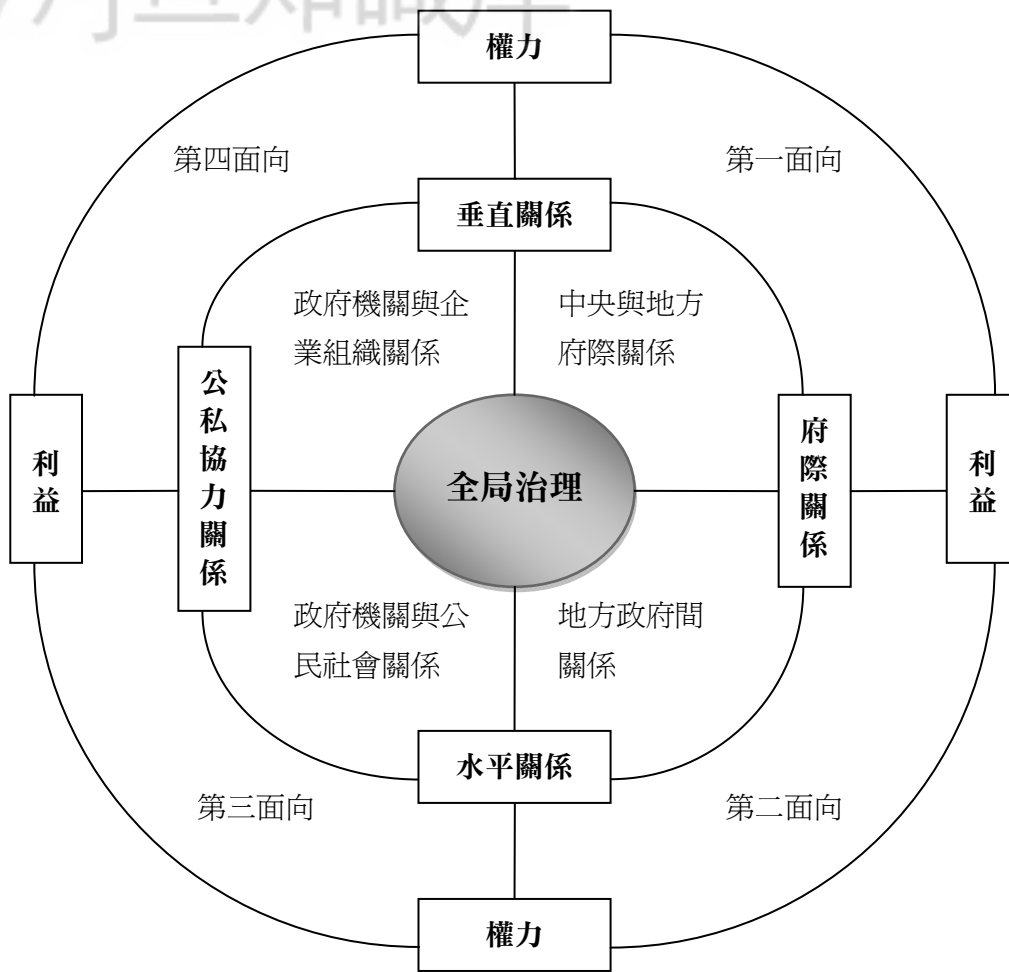 權力
第四面向
第一面向
垂直關係
政府機關與企
業組織關係
中央與地方
府際關係
利益
公私協力關係
全局治理
府際關係
利益
政府機關與公
民社會關係
地方政府間
關係
水平關係
第三面向
第二面向
權力